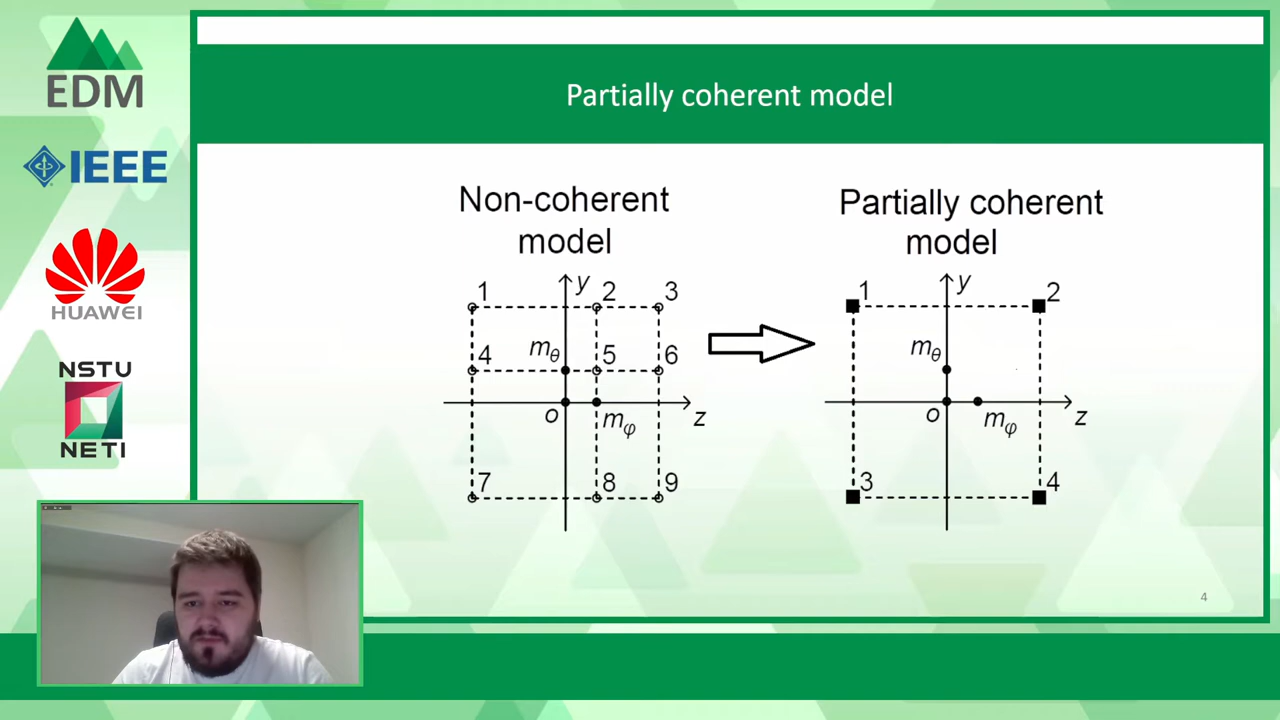 EDM
IEEE
HUAWEI
NSTU
NETI
Partially coherent model
Non-coherent
model
1 2 3
y
4 5 6
mθ
o
mφ
z
7 8 9
Partially coherent
model
1 2
y
mθ
o
mφ
z
3 4
4